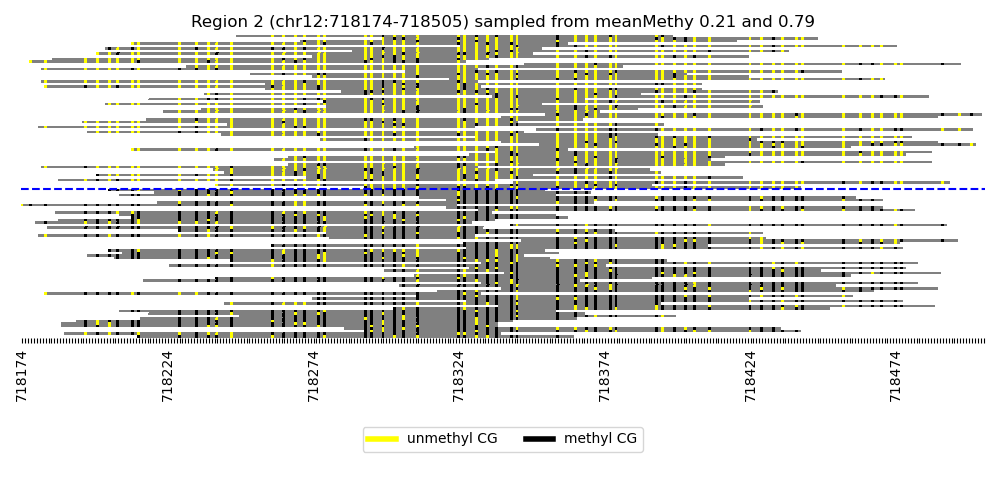 Region 2 (chr12:718174-718505) sampled from meanMethy 0.21 and 0.79
718174 718224 718274 718324 718374 718424 718474
unmethyl CG methyl CG